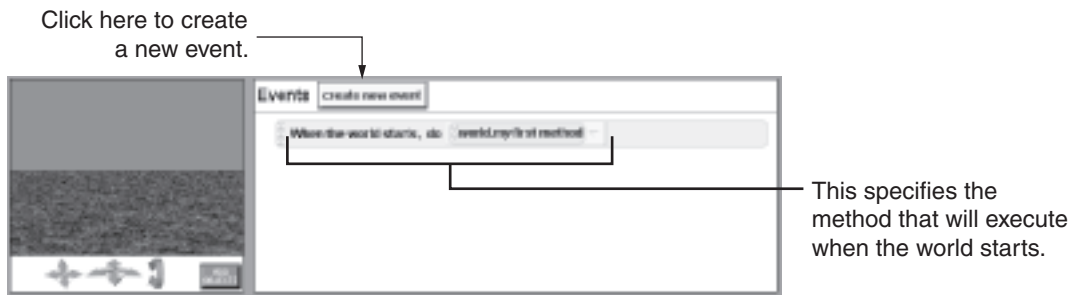 Click here to create
a new event.
Events create new event
When the world starts, do world.my first method
This specifies the
method that will execute
when the world starts.